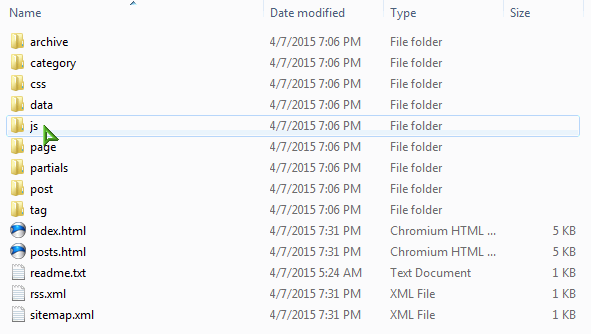 Name Date modified Type Size
archive 4/7/2015 7:06 PM File folder
category 4/7/2015 7:06 PM File folder
css 4/7/2015 7:06 PM File folder
data 4/7/2015 7:06 PM File folder
js 4/7/2015 7:06 PM File folder
page 4/7/2015 7:06 PM File folder
partials 4/7/2015 7:06 PM File folder
post 4/7/2015 7:06 PM File folder
tag 4/7/2015 7:06 PM File folder
index.html 4/7/2015 7:31 PM Chromium HTML ... 5 KB
posts.html 4/7/2015 7:31 PM Chromium HTML ... 5 KB
readme.txt 4/7/2015 5:24 AM Text Document 1 KB
rss.xml 4/7/2015 7:31 PM XML File 1 KB
sitemap.xml 4/7/2015 7:31 PM XML File 1 KB